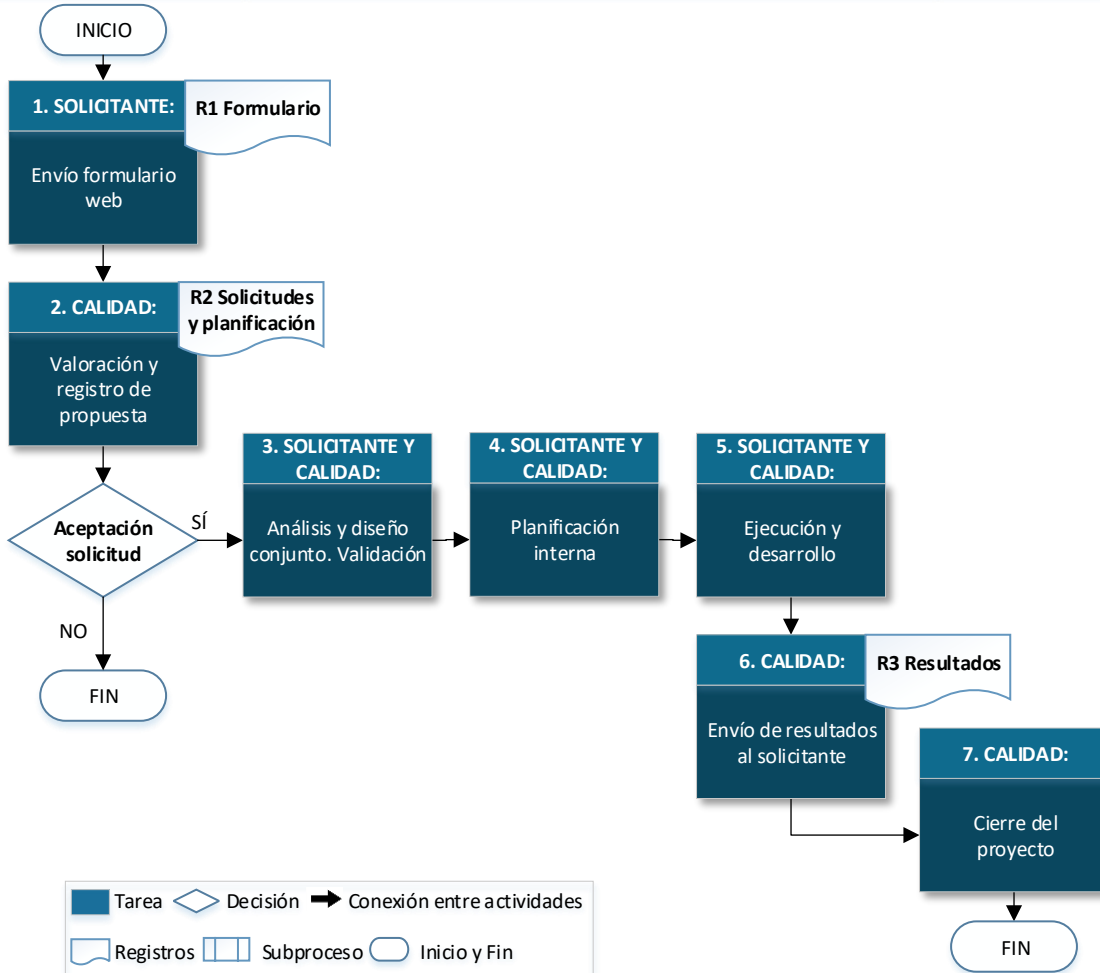 INICIO
1. SOLICITANTE:
R1 Formulario
Envío formulario
web
2. CALIDAD:
R2 Solicitudes
y planificación
Valoración y
registro de
propuesta
Aceptación
solicitud
SÍ
NO
FIN
3. SOLICITANTE Y
CALIDAD:
Análisis y diseño
conjunto. Validación
4. SOLICITANTE Y
CALIDAD:
Planificación
interna
5. SOLICITANTE Y
CALIDAD:
Ejecución y
desarrollo
6. CALIDAD:
R3 Resultados
Envío de resultados
al solicitante
7. CALIDAD:
Cierre del
proyecto
FIN
Tarea
Decisión
Conexión entre actividades
Registros
Subproceso
Inicio y Fin